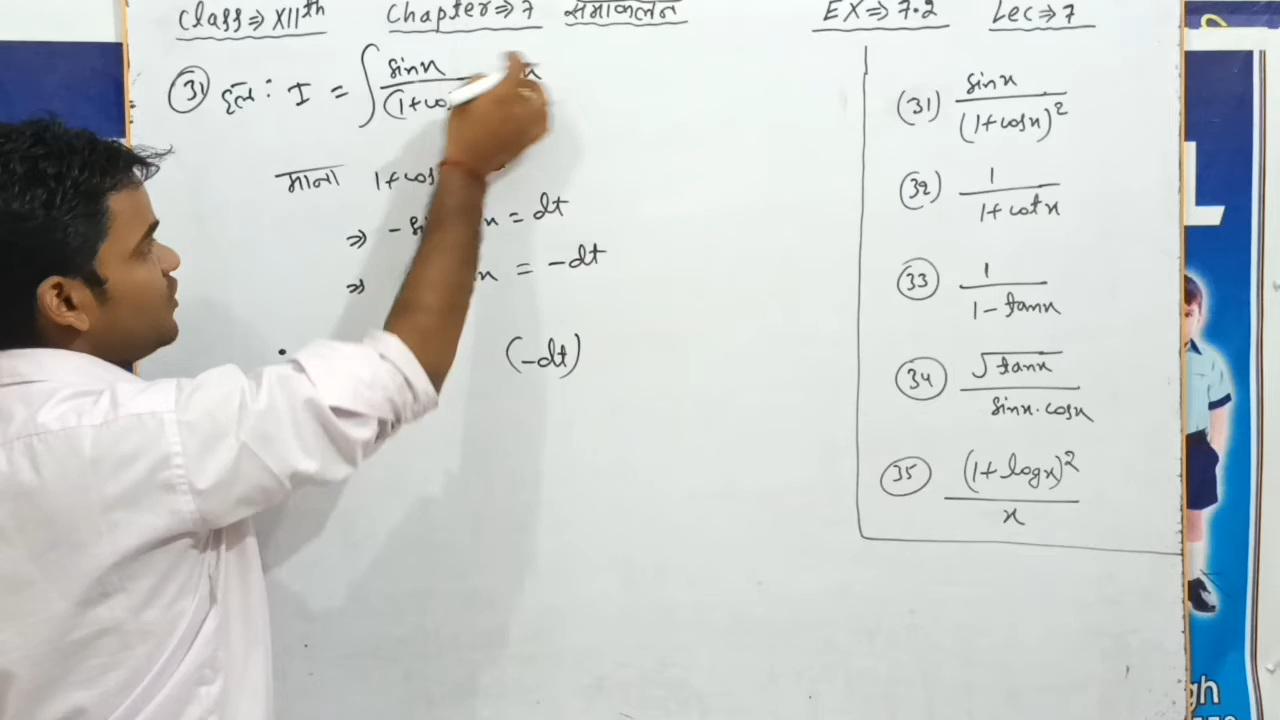 Class⇒XIIth Chapter⇒7 समाकलन EX⇒7.2 Lec⇒7
(31) हल: I = ∫ sinx
(1+cos
माना 1+cos
⇒ -si x = dt
⇒ x = -dt
(-dt)
(31) sinx / (1+cosx)²
(32) 1 / 1+cotx
(33) 1 / 1-tanx
(34) √tanx / sinx.cosx
(35) (1+logx)² / x
gh